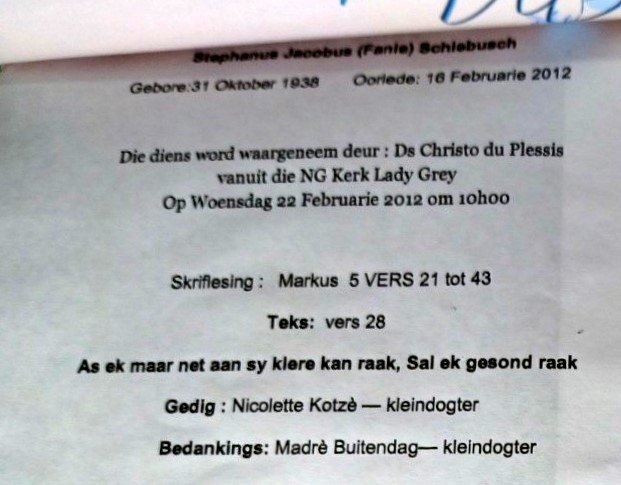 Stephanus Jacobus (Fanie) Schlebusch
Gebore:31 Oktober 1938 Oorlede: 16 Februarie 2012
Die diens word waargeneem deur : Ds Christo du Plessis
vanuit die NG Kerk Lady Grey
Op Woensdag 22 Februarie 2012 om 10h00
Skriflesing : Markus 5 VERS 21 tot 43
Teks: vers 28
As ek maar net aan sy klere kan raak, Sal ek gesond raak
Gedig : Nicolette Kotzè — kleindogter
Bedankings: Madrè Buitendag— kleindogter